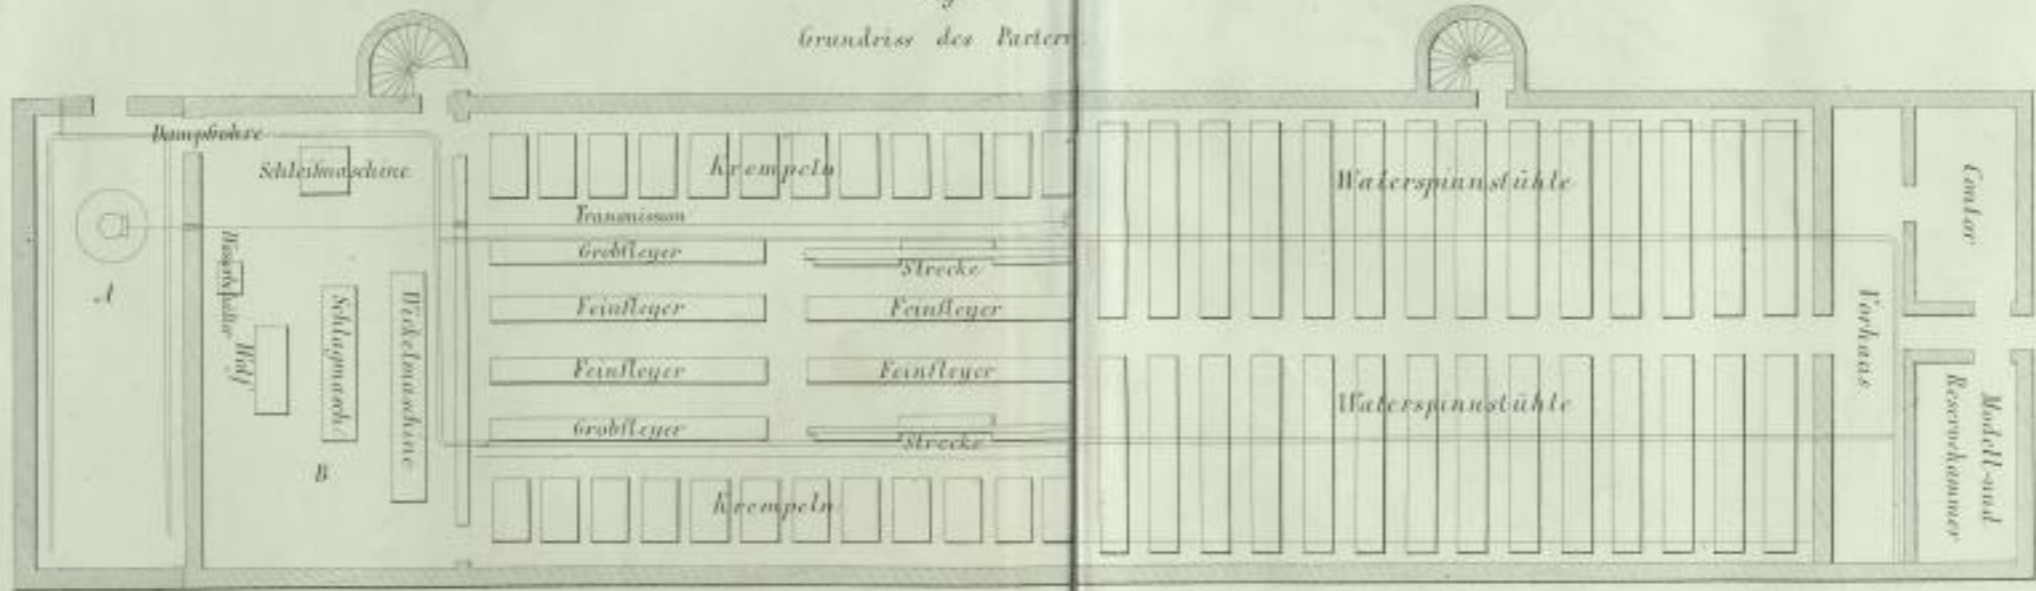 Grundriss des Parterr
Dampfrohre
Schleifmaschine
Krempeln
Transmission
Grobfleyer
Strecke
Feinfleyer
Feinfleyer
Feinfleyer
Feinfleyer
Grobfleyer
Strecke
Krempeln
A
Wolf
Schlagmasch.
Wickelmaschine
B
Waterspinnstühle
Waterspinnstühle
Vorhaus
Comtor
Modell-und
Reservekammer